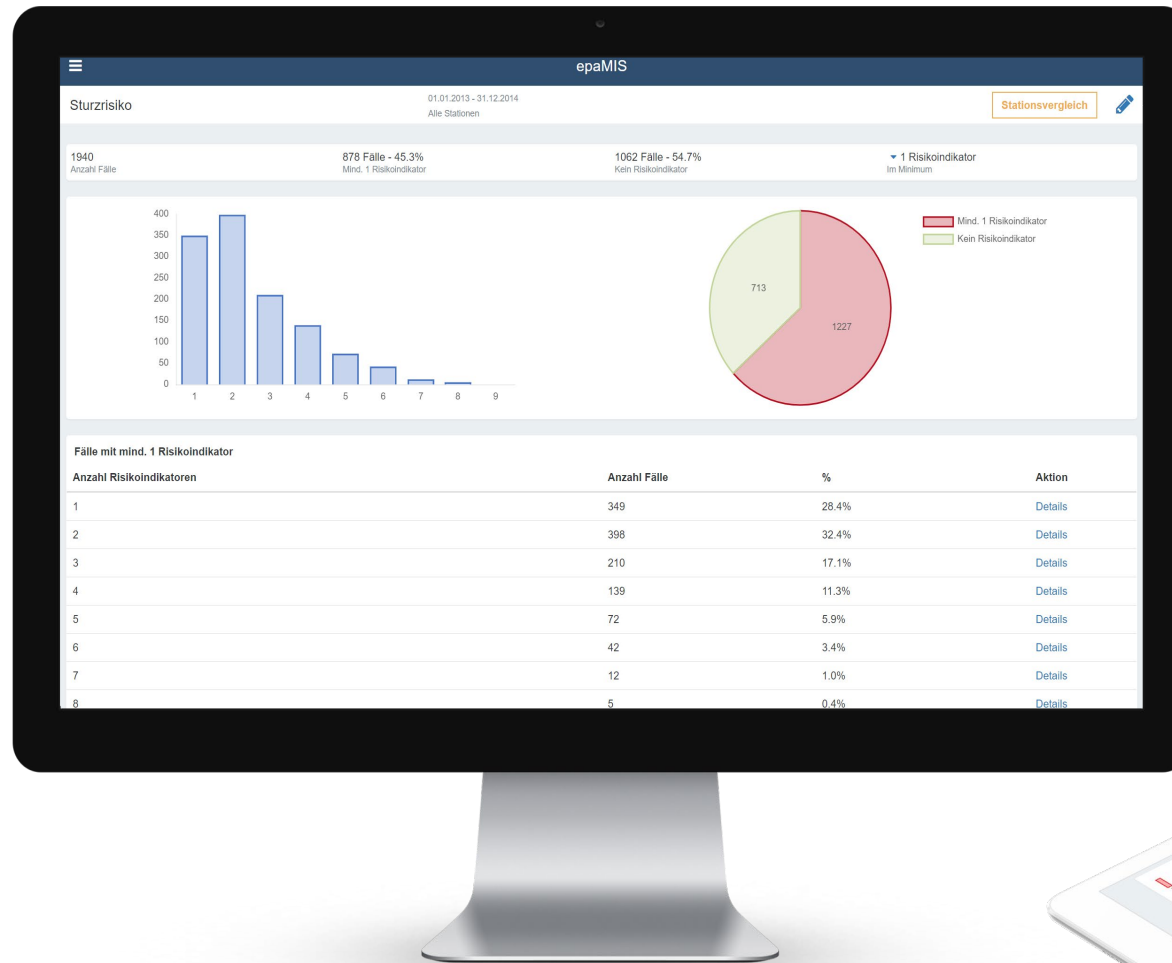 epaMIS
Sturzrisiko
01.01.2013 - 31.12.2014
Alle Stationen
Stationsvergleich
1940
Anzahl Fälle
878 Fälle - 45.3%
Mind. 1 Risikoindikator
1062 Fälle - 54.7%
Kein Risikoindikator
1 Risikoindikator
Im Minimum
400
350
300
250
200
150
100
50
0
1 2 3 4 5 6 7 8 9
713
1227
Mind. 1 Risikoindikator
Kein Risikoindikator
Fälle mit mind. 1 Risikoindikator
Anzahl Risikoindikatoren Anzahl Fälle % Aktion
1 349 28.4% Details
2 398 32.4% Details
3 210 17.1% Details
4 139 11.3% Details
5 72 5.9% Details
6 42 3.4% Details
7 12 1.0% Details
8 5 0.4% Details